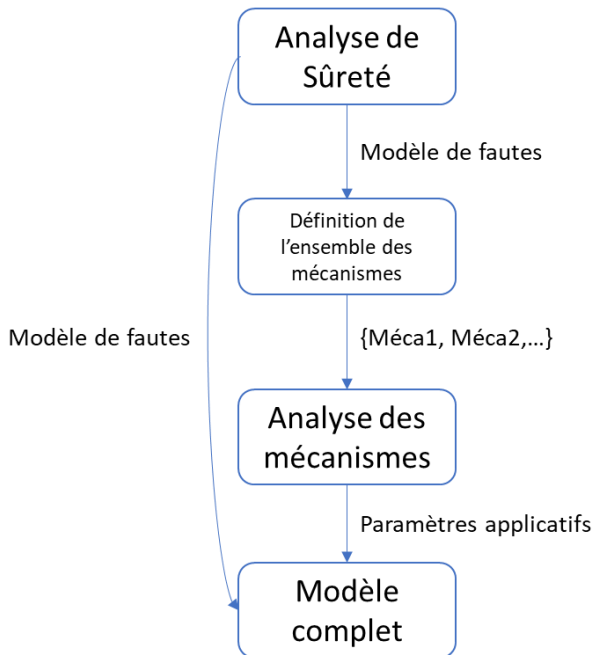 Analyse de
Sûreté
Modèle de fautes
Définition de
l'ensemble des
mécanismes
Modèle de fautes
{Méca1, Méca2,...}
Analyse des
mécanismes
Paramètres applicatifs
Modèle
complet